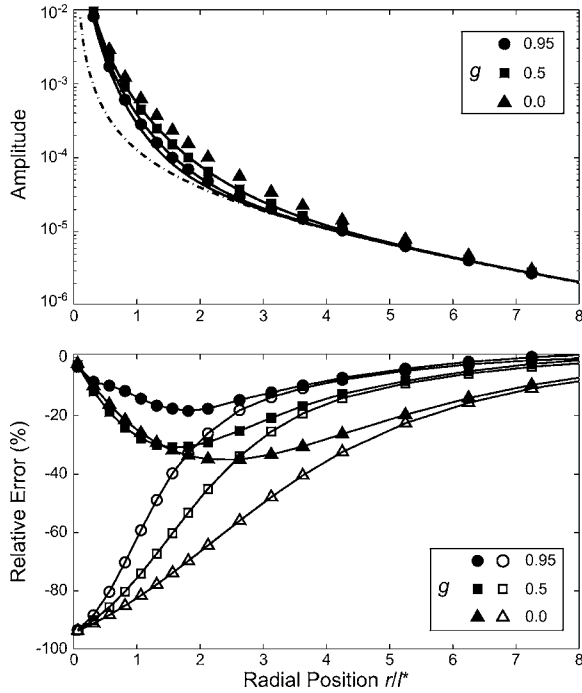 10⁻²
10⁻³
10⁻⁴
10⁻⁵
10⁻⁶
Amplitude
g
0.95
0.5
0.0
0 1 2 3 4 5 6 7 8
0
-20
-40
-60
-80
-100
Relative Error (%)
g
0.95
0.5
0.0
0 1 2 3 4 5 6 7 8
Radial Position r/l*